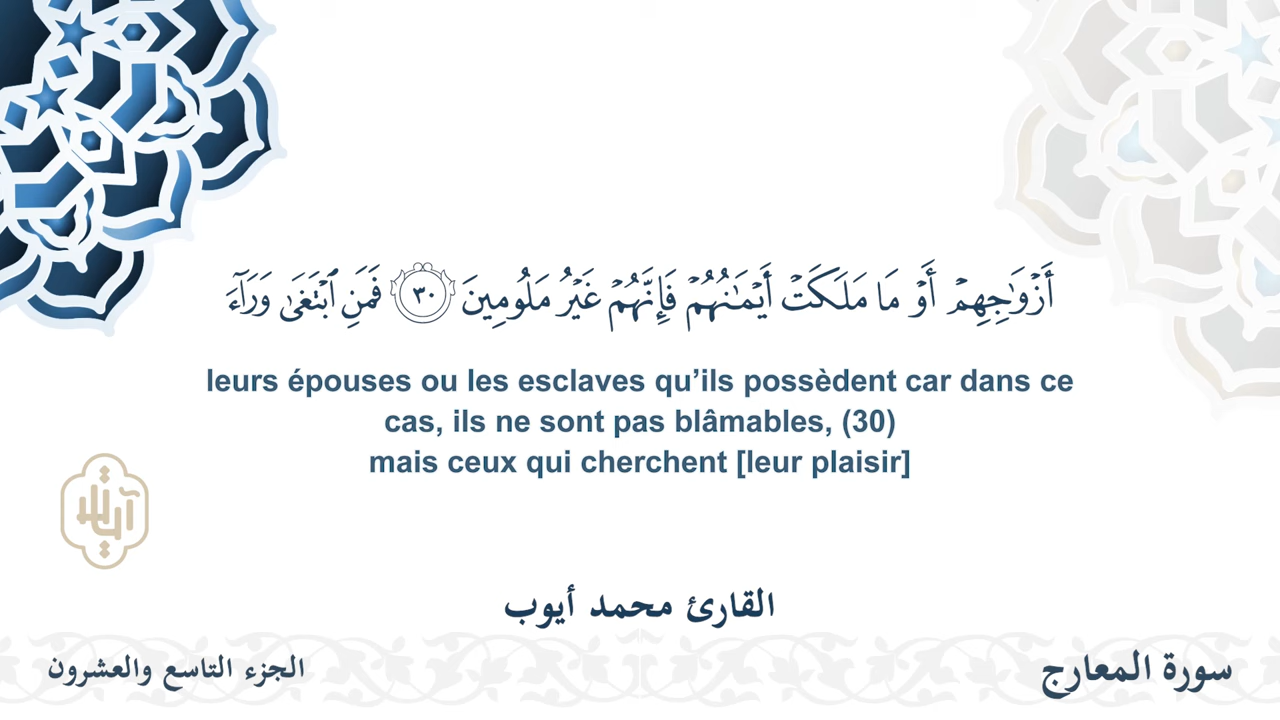 أَزْوَٰجِهِمْ أَوْ مَا مَلَكَتْ أَيْمَـٰنُهُمْ فَإِنَّهُمْ غَيْرُ مَلُومِينَ ٣٠ فَمَنِ ٱبْتَغَىٰ وَرَآءَ
leurs épouses ou les esclaves qu’ils possèdent car dans ce
cas, ils ne sont pas blâmables, (30)
mais ceux qui cherchent [leur plaisir]
القارئ محمد أيوب
سورة المعارج
الجزء التاسع والعشرون